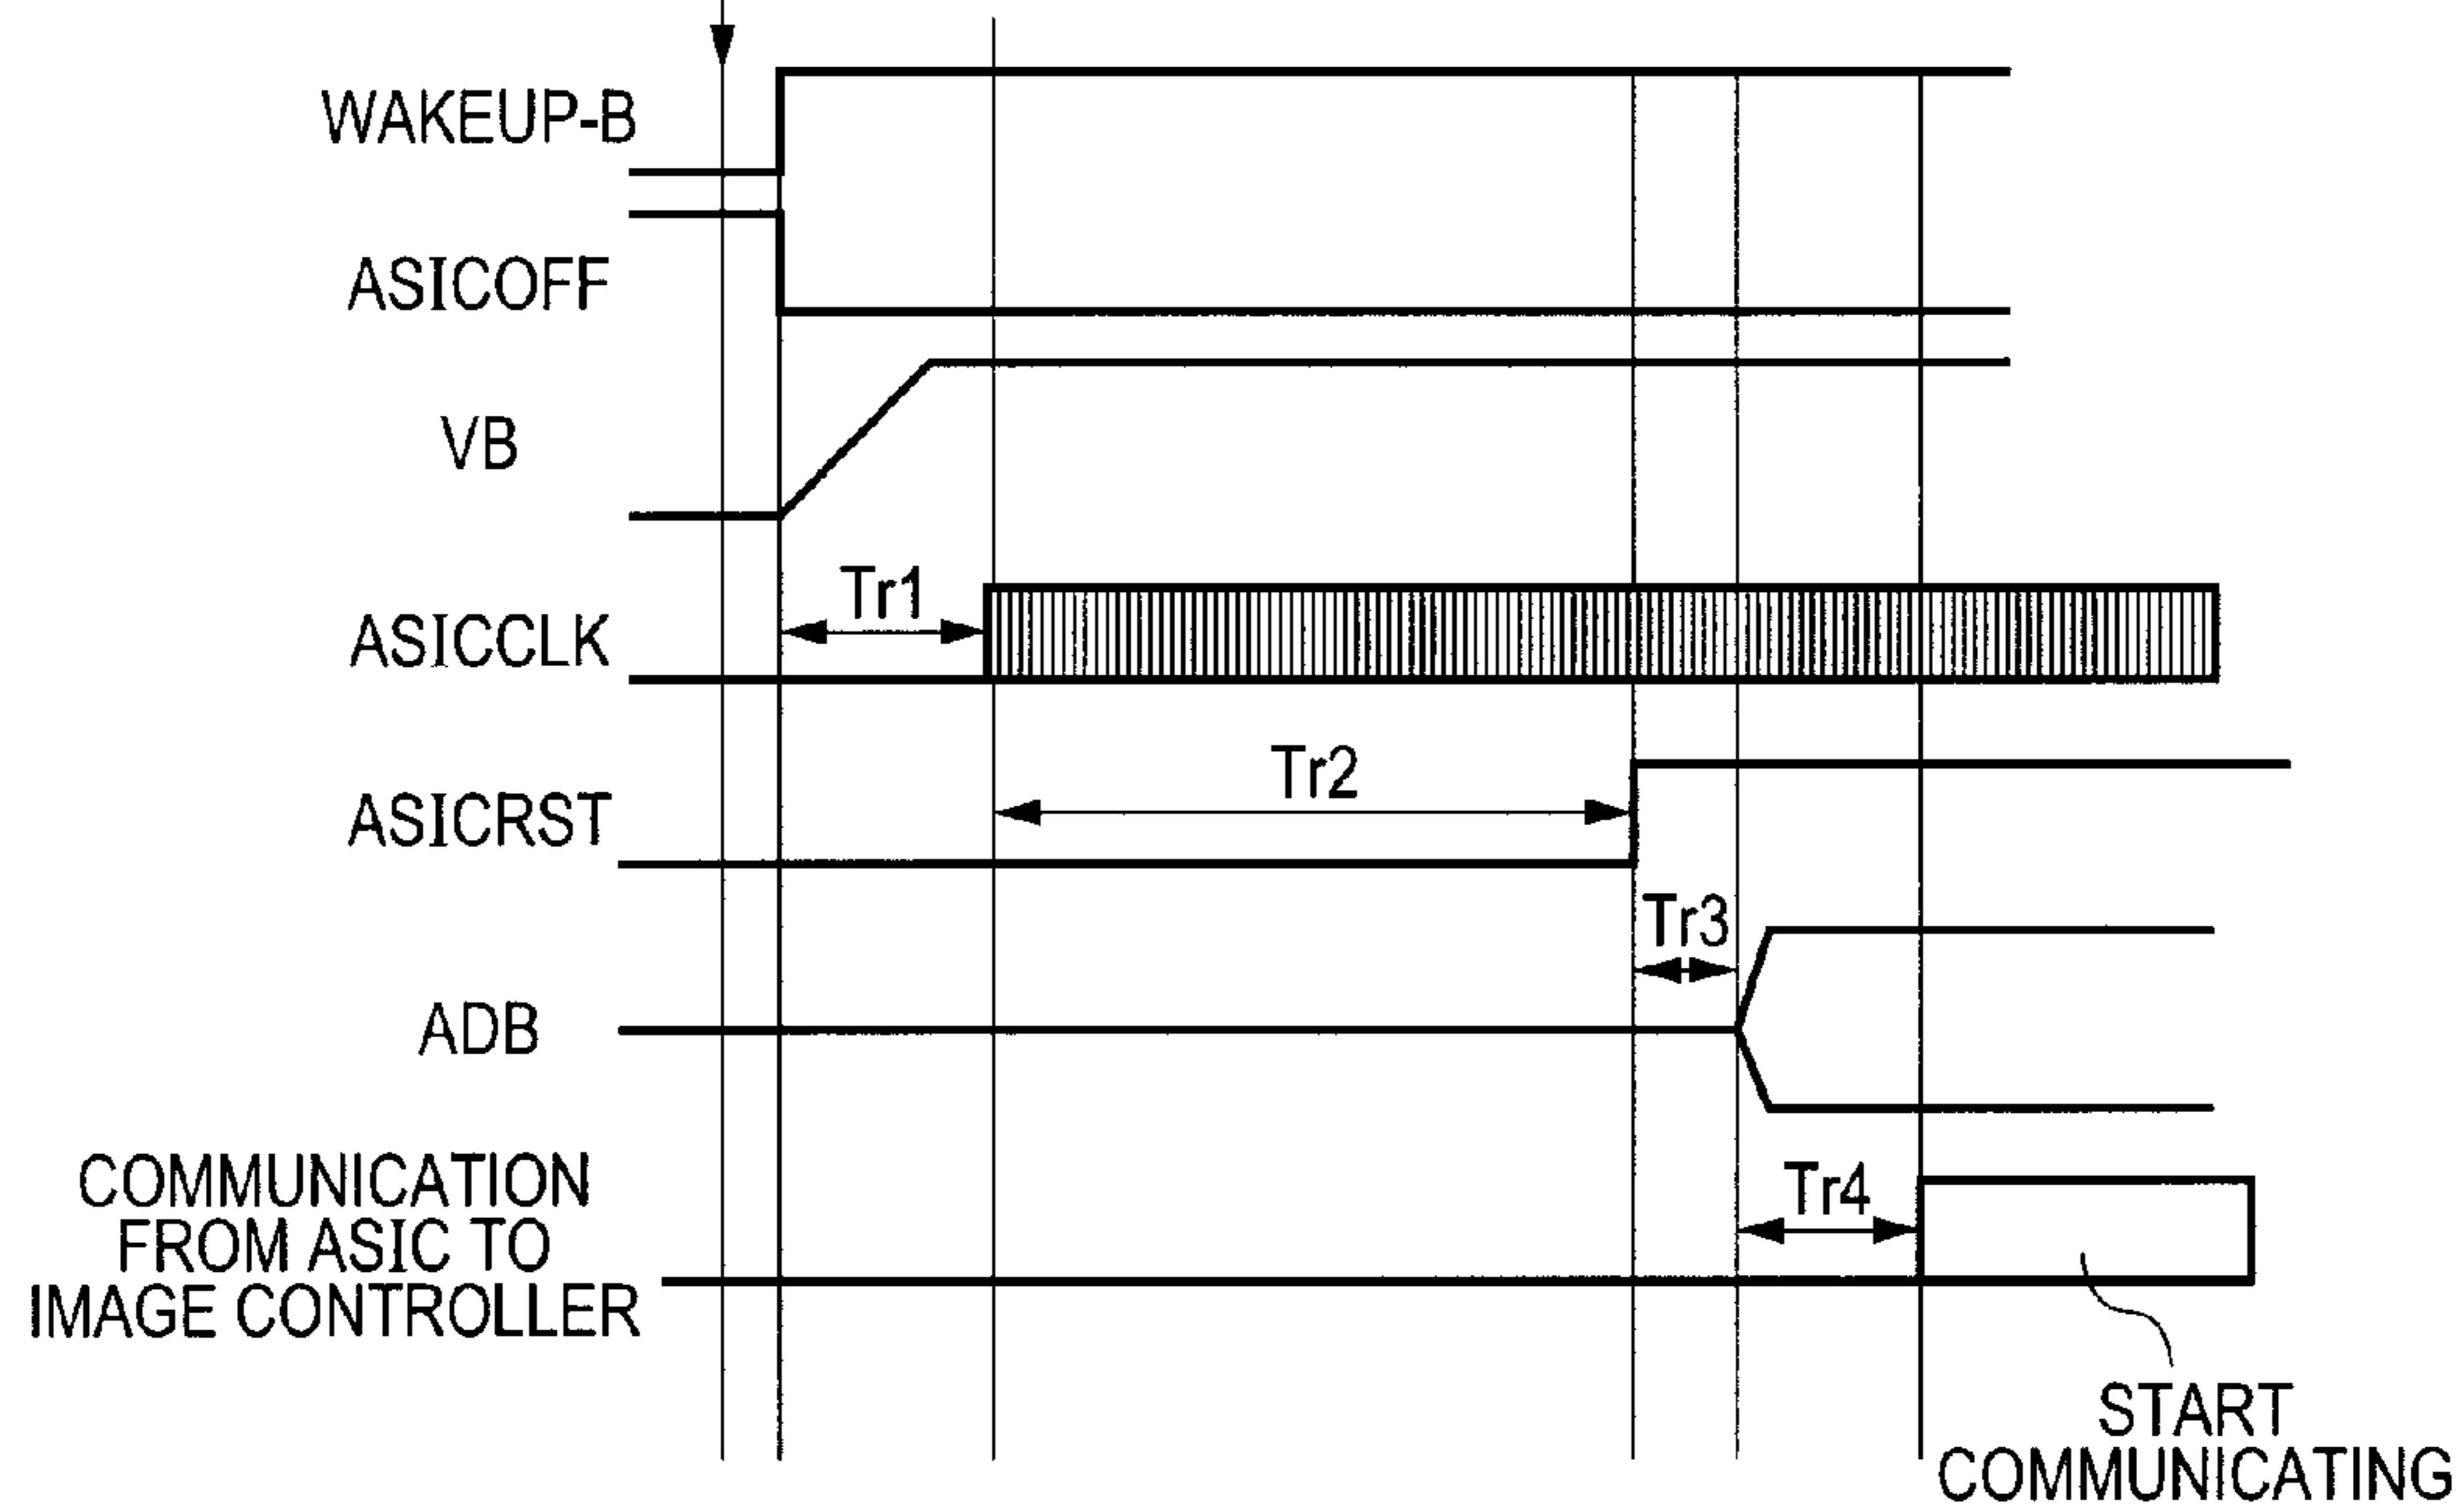 WAKEUP-B
ASICOFF
VB
Tr1
ASICCLK
Tr2
ASICRST
Tr3
ADB
COMMUNICATION
FROM ASIC TO
IMAGE CONTROLLER
Tr4
START
COMMUNICATING